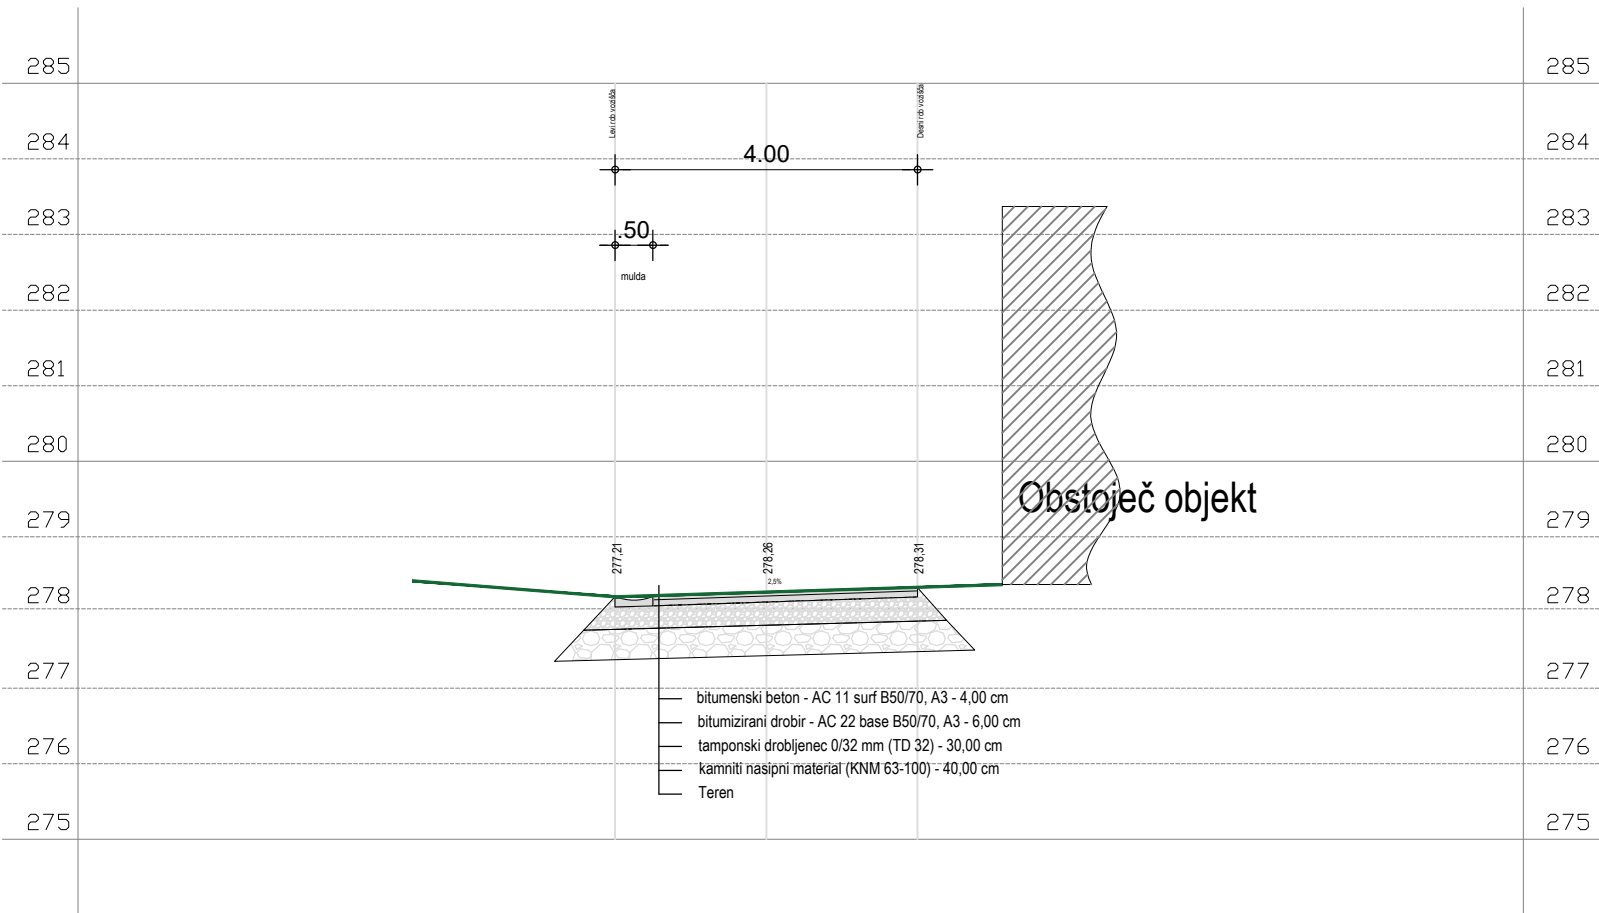 285 285
Levi rob vozišča
Desni rob vozišča
284 284
4.00
283 283
.50
mulda
282 282
281 281
280 280
Obstoječ objekt
279 279
277,21
278,26
278,31
2,5%
278 278
277 277
bitumenski beton - AC 11 surf B50/70, A3 - 4,00 cm
bitumizirani drobir - AC 22 base B50/70, A3 - 6,00 cm
276 276
tamponski drobljenec 0/32 mm (TD 32) - 30,00 cm
kamniti nasipni material (KNM 63-100) - 40,00 cm
Teren
275 275